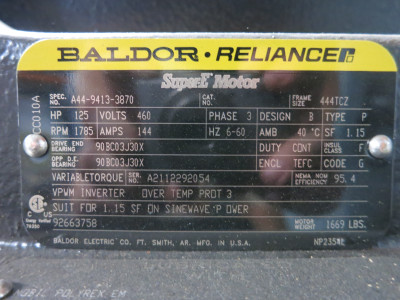 BALDOR · RELIANCE
SuperE Motor
CC010A
SPEC. NO. A44-9413-3870 CAT. NO. FRAME SIZE 444TCZ
HP 125 VOLTS 460 PHASE 3 DESIGN B TYPE P
RPM 1785 AMPS 144 HZ 6-60 AMB 40 °C SF 1.15
DRIVE END BEARING 90BC03J30X DUTY CONT INSUL CLASS F
OPP D.E. BEARING 90BC03J30X ENCL TEFC CODE G
VARIABLETORQUE SER. NO. A2112292054 NEMA NOM EFFICIENCY 95.4
VPWM INVERTER OVER TEMP PROT 3
SUIT FOR 1.15 SF ON SINEWAVE POWER
92663758 MOTOR WEIGHT 1669 LBS.
BALDOR ELECTRIC CO. FT. SMITH, AR. MFG. IN U.S.A.
MOBIL POLYREX EM